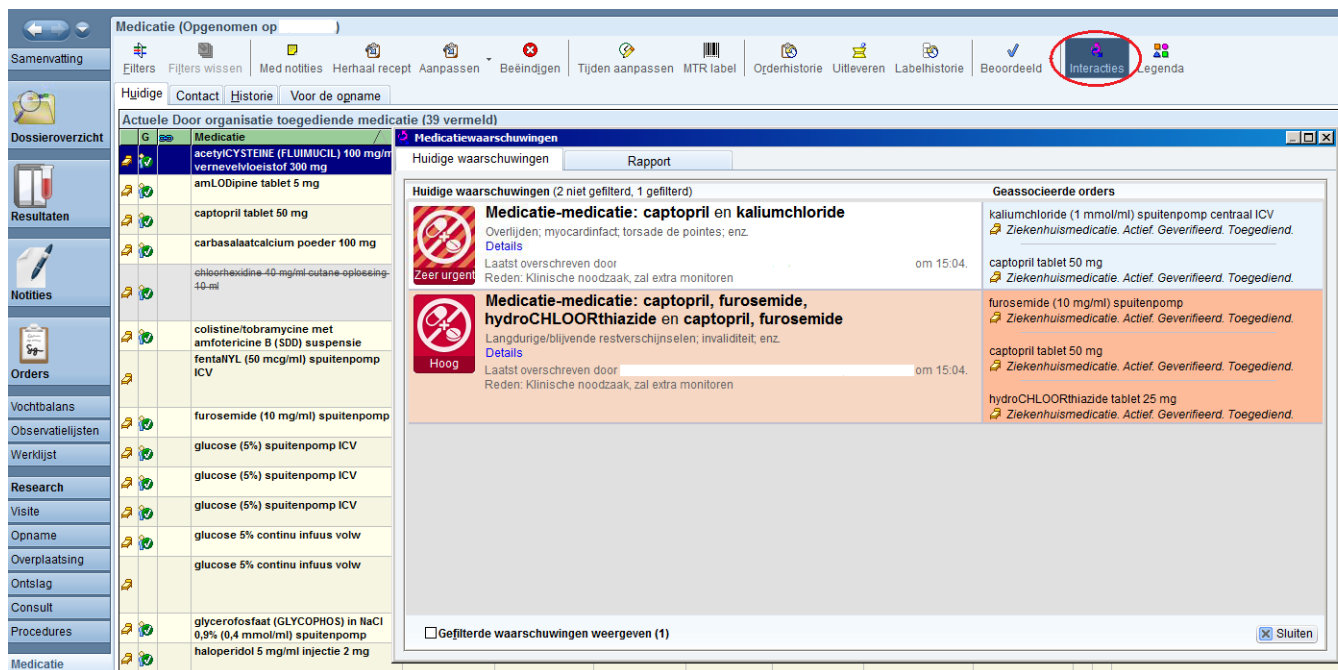 Medicatie (Opgenomen op )
Samenvatting
Filters
Filters wissen
Med notities
Herhaal recept
Aanpassen
Beëindigen
Tijden aanpassen
MTR label
Orderhistorie
Uitleveren
Labelhistorie
Beoordeeld
Interacties
Legenda
Huidige
Contact
Historie
Voor de opname
Dossieroverzicht
Resultaten
Notities
Orders
Vochtbalans
Observatielijsten
Werklijst
Research
Visite
Opname
Overplaatsing
Ontslag
Consult
Procedures
Medicatie
Actuele Door organisatie toegediende medicatie (39 vermeld)
G
Medicatie
acetylCYSTEINE (FLUIMUCIL) 100 mg/m
vernevelvloeistof 300 mg
amLODipine tablet 5 mg
captopril tablet 50 mg
carbasalaatcalcium poeder 100 mg
chloorhexidine 40 mg/ml cutane oplossing
10 ml
colistine/tobramycine met
amfotericine B (SDD) suspensie
fentaNYL (50 mcg/ml) spuitenpomp
ICV
furosemide (10 mg/ml) spuitenpomp
glucose (5%) spuitenpomp ICV
glucose (5%) spuitenpomp ICV
glucose (5%) spuitenpomp ICV
glucose 5% continu infuus volw
glucose 5% continu infuus volw
glycerofosfaat (GLYCOPHOS) in NaCl
0,9% (0,4 mmol/ml) spuitenpomp
haloperidol 5 mg/ml injectie 2 mg
Medicatiewaarschuwingen
Huidige waarschuwingen
Rapport
Huidige waarschuwingen (2 niet gefilterd, 1 gefilterd)
Geassocieerde orders
Zeer urgent
Medicatie-medicatie: captopril en kaliumchloride
Overlijden; myocardinfact; torsade de pointes; enz.
Details
Laatst overschreven door om 15:04.
Reden: Klinische noodzaak, zal extra monitoren
kaliumchloride (1 mmol/ml) spuitenpomp centraal ICV
Ziekenhuismedicatie. Actief. Geverifieerd. Toegediend.
captopril tablet 50 mg
Ziekenhuismedicatie. Actief. Geverifieerd. Toegediend.
Hoog
Medicatie-medicatie: captopril, furosemide,
hydroCHLOORthiazide en captopril, furosemide
Langdurige/blijvende restverschijnselen; invaliditeit; enz.
Details
Laatst overschreven door om 15:04.
Reden: Klinische noodzaak, zal extra monitoren
furosemide (10 mg/ml) spuitenpomp
Ziekenhuismedicatie. Actief. Geverifieerd. Toegediend.
captopril tablet 50 mg
Ziekenhuismedicatie. Actief. Geverifieerd. Toegediend.
hydroCHLOORthiazide tablet 25 mg
Ziekenhuismedicatie. Actief. Geverifieerd. Toegediend.
Gefilterde waarschuwingen weergeven (1)
Sluiten